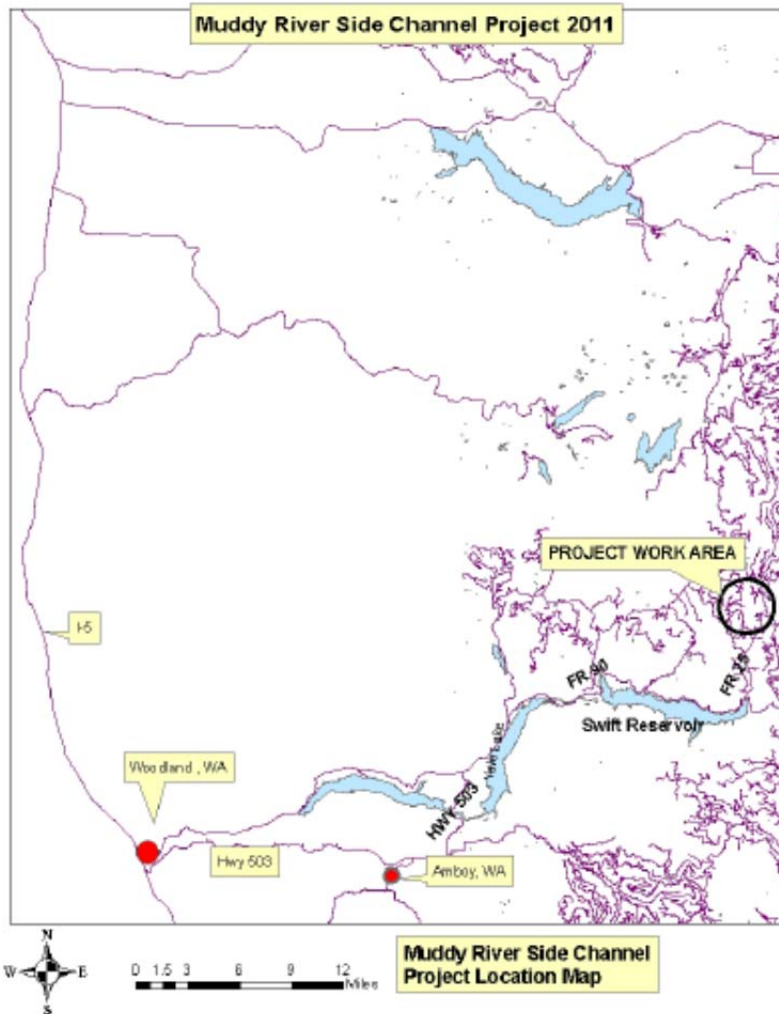 Muddy River Side Channel Project 2011
PROJECT WORK AREA
I-5
FR 90
FR 25
Swift Reservoir
Woodland , WA
Lake
HWY 503
Hwy 503
Amboy, WA
N
W
E
S
0 1.5 3 6 9 12
Miles
Muddy River Side Channel
Project Location Map